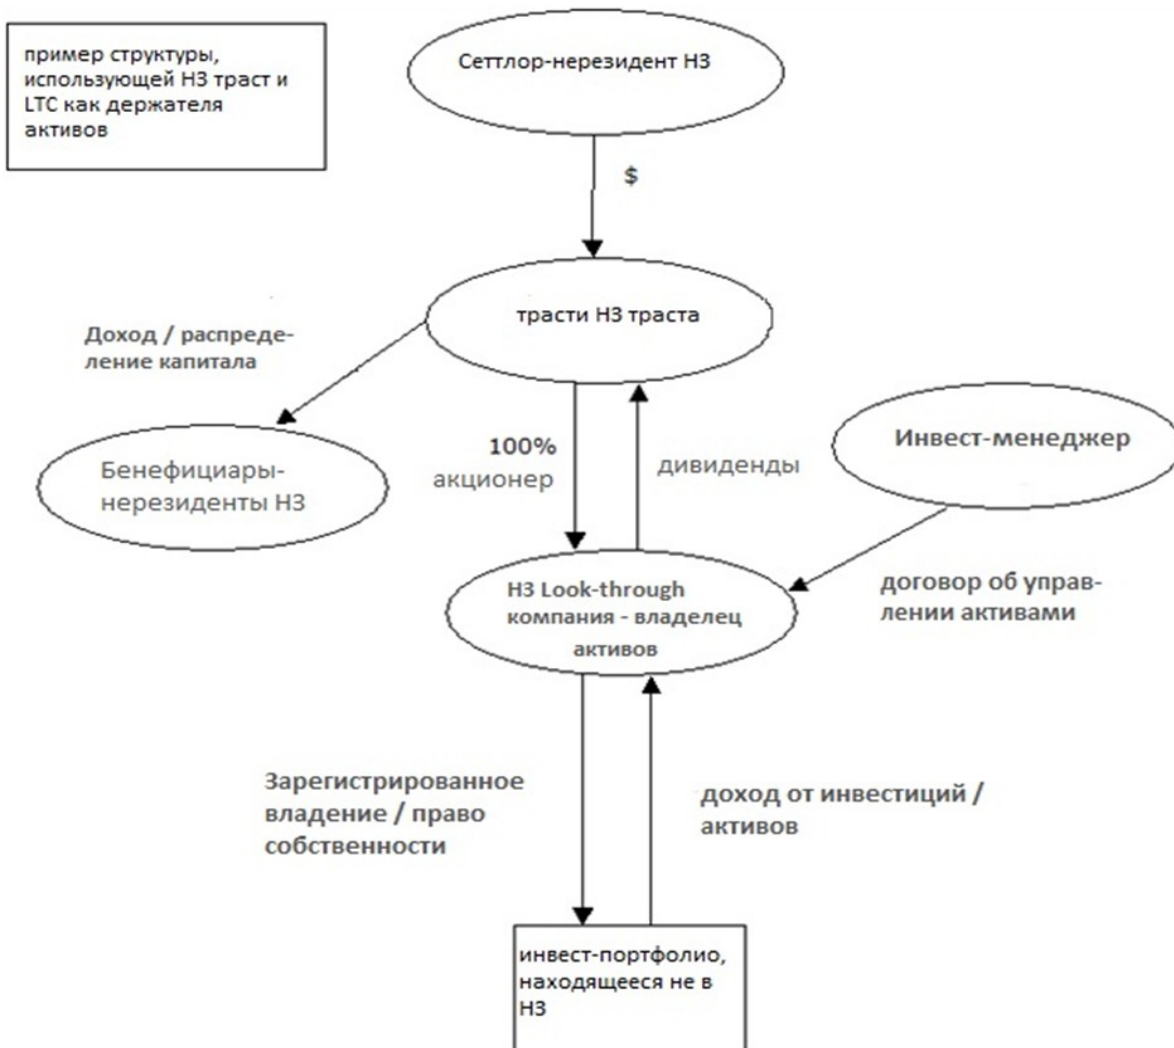 пример структуры,
использующей НЗ траст и
LTC как держателя
активов
Сеттлор-нерезидент НЗ
$
трасти НЗ траста
Доход / распреде-
ление капитала
100%
акционер
дивиденды
Инвест-менеджер
Бенефициары-
нерезиденты НЗ
НЗ Look-through
компания - владелец
активов
договор об управ-
лении активами
Зарегистрированное
владение / право
собственности
доход от инвестиций /
активов
инвест-портфолио,
находящееeся не в
НЗ